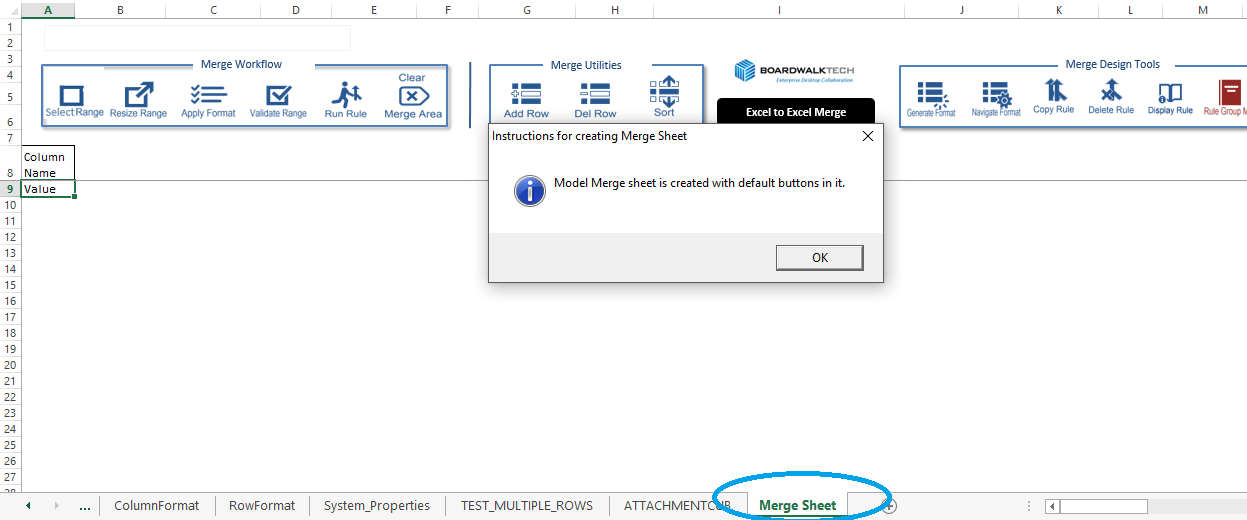 A B C D E F G H I J K L M
1
2
3
Merge Workflow Merge Utilities BOARDWALKTECH Merge Design Tools
Enterprise.Desktop.Collaboration.
4
Clear
5
Select Range Resize Range Apply Format Validate Range Run Rule Merge Area Add Row Del Row Sort Excel to Excel Merge Generate Format Navigate Format Copy Rule Delete Rule Display Rule Rule Group M
6
7
Instructions for creating Merge Sheet
Column
8 Name
9 Value
Model Merge sheet is created with default buttons in it.
OK
10
11
12
13
14
15
16
17
18
19
20
21
22
23
24
25
26
27
28
... ColumnFormat RowFormat System_Properties TEST_MULTIPLE_ROWS ATTACHMENTCUB Merge Sheet